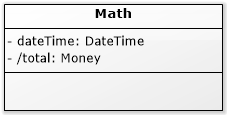 Math
- dateTime: DateTime
- /total: Money